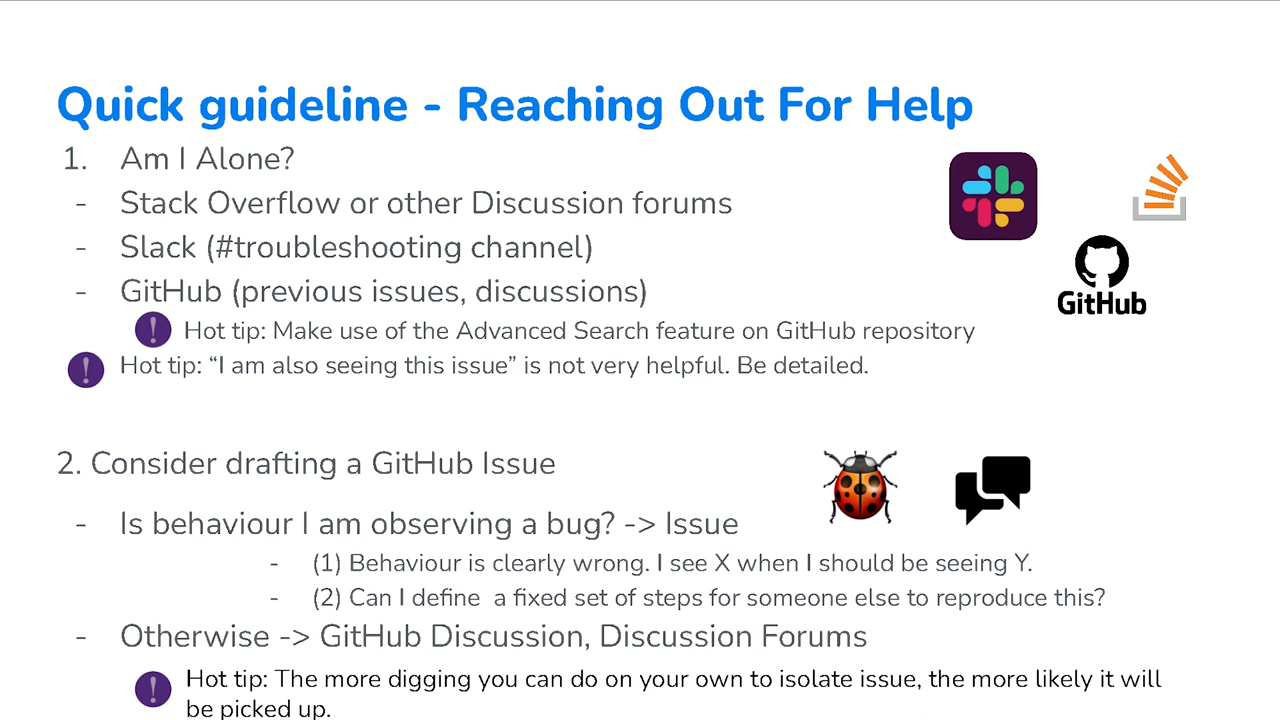 Quick guideline - Reaching Out For Help
1. Am I Alone?
- Stack Overflow or other Discussion forums
- Slack (#troubleshooting channel)
- GitHub (previous issues, discussions)
GitHub
! Hot tip: Make use of the Advanced Search feature on GitHub repository
! Hot tip: “I am also seeing this issue” is not very helpful. Be detailed.
2. Consider drafting a GitHub Issue
- Is behaviour I am observing a bug? -> Issue
- (1) Behaviour is clearly wrong. I see X when I should be seeing Y.
- (2) Can I define a fixed set of steps for someone else to reproduce this?
- Otherwise -> GitHub Discussion, Discussion Forums
! Hot tip: The more digging you can do on your own to isolate issue, the more likely it will
be picked up.